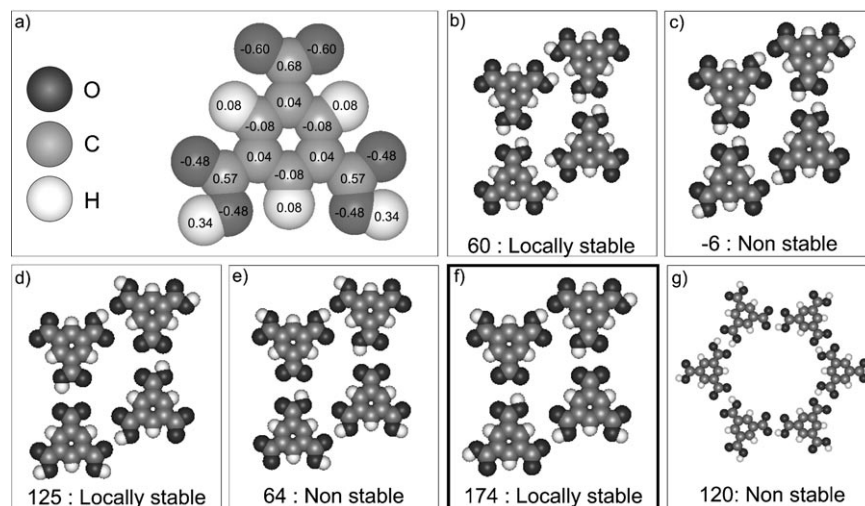 a)
-0.60 -0.60
0.68
0.08 0.04 0.08
-0.08 -0.08
-0.48 0.04 0.04 -0.48
0.57 -0.08 0.57
0.34 -0.48 0.08 -0.48 0.34
O
C
H
b)
60 : Locally stable
c)
-6 : Non stable
d)
125 : Locally stable
e)
64 : Non stable
f)
174 : Locally stable
g)
120: Non stable